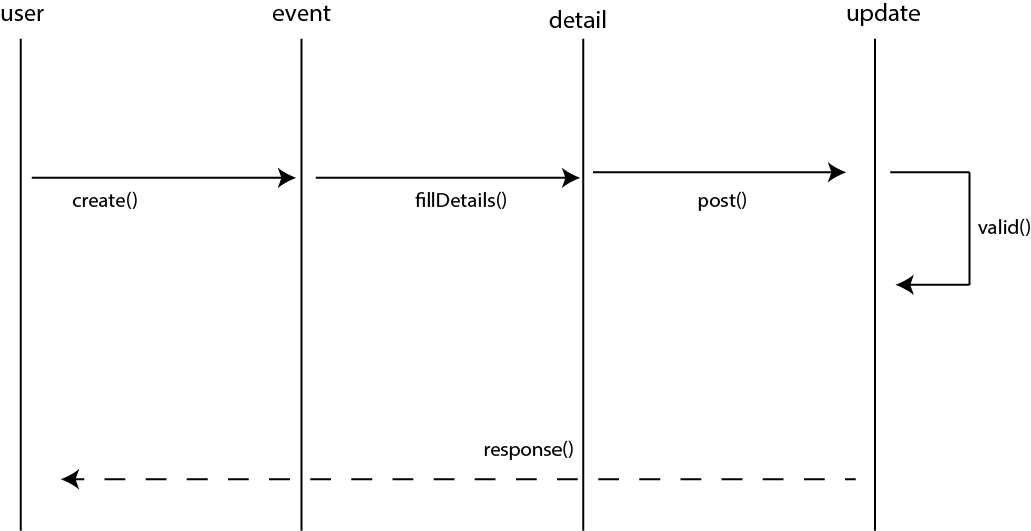 user
event
detail
update
create()
fillDetails()
post()
valid()
response()